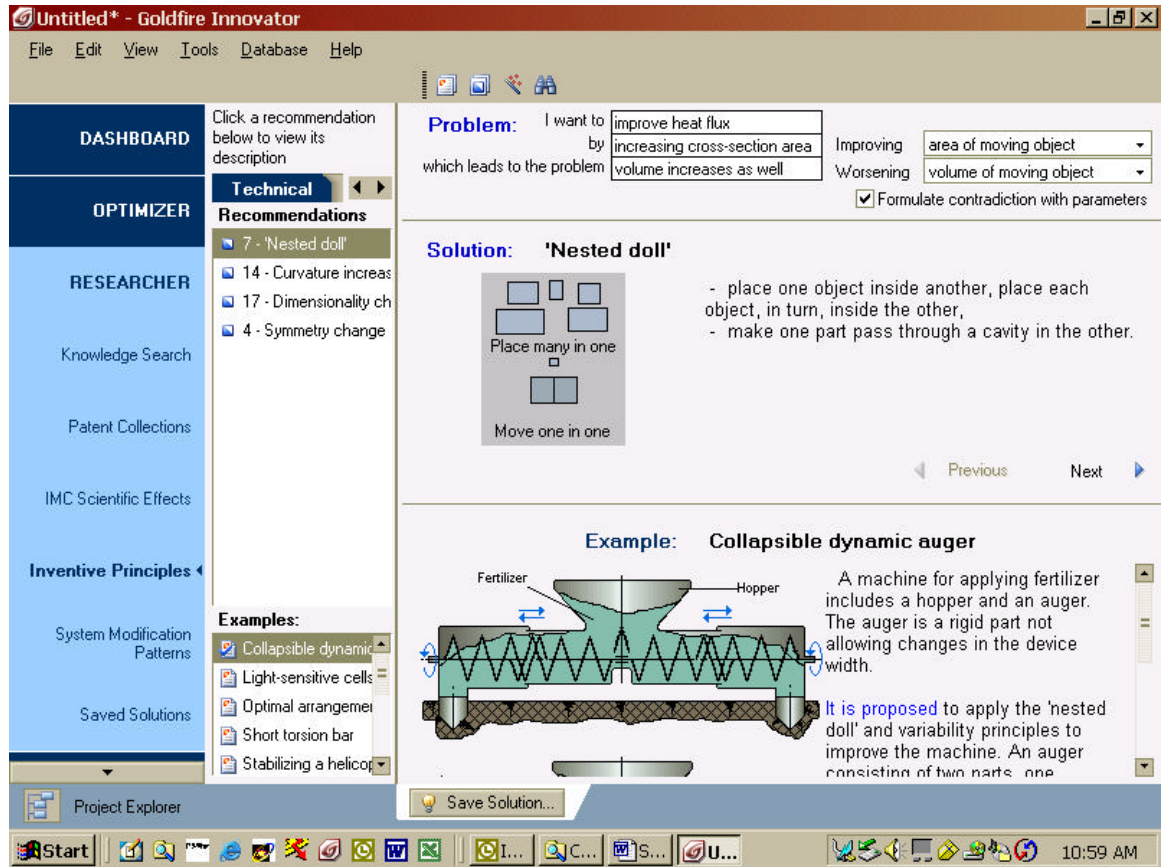 Untitled* - Goldfire Innovator
File Edit View Tools Database Help
DASHBOARD
OPTIMIZER
RESEARCHER
Knowledge Search
Patent Collections
IMC Scientific Effects
Inventive Principles
System Modification
Patterns
Saved Solutions
Project Explorer
Click a recommendation
below to view its
description
Technical
Recommendations
7 - 'Nested doll'
14 - Curvature increas
17 - Dimensionality ch
4 - Symmetry change
Examples:
Collapsible dynamic
Light-sensitive cells
Optimal arrangemen
Short torsion bar
Stabilizing a helicop
Problem:
I want to improve heat flux
by increasing cross-section area
which leads to the problem volume increases as well
Improving area of moving object
Worsening volume of moving object
Formulate contradiction with parameters
Solution: 'Nested doll'
Place many in one
Move one in one
- place one object inside another, place each
object, in turn, inside the other,
- make one part pass through a cavity in the other.
Previous Next
Example: Collapsible dynamic auger
Fertilizer
Hopper
A machine for applying fertilizer
includes a hopper and an auger.
The auger is a rigid part not
allowing changes in the device
width.
It is proposed to apply the 'nested
doll' and variability principles to
improve the machine. An auger
consisting of two parts, one
Save Solution...
Start
I...
C...
S...
U...
10:59 AM